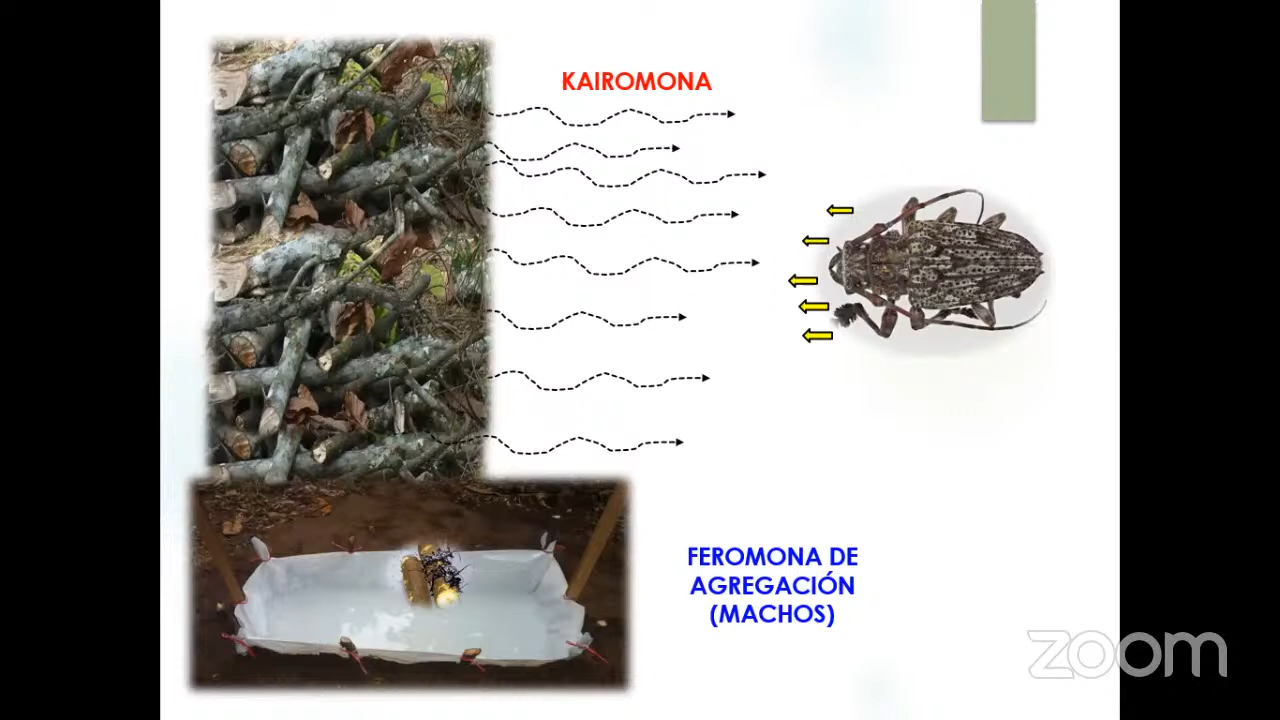 KAIROMONA
FEROMONA DE
AGREGACIÓN
(MACHOS)
zoom